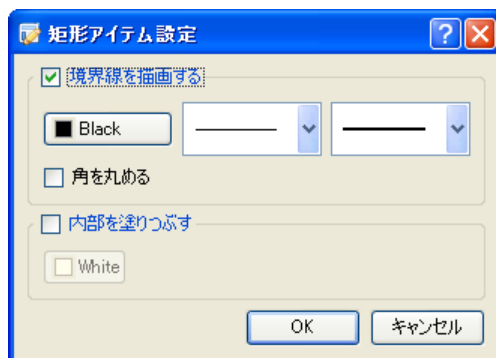 矩形アイテム設定
境界線を描画する
Black
角を丸める
内部を塗りつぶす
White
OK キャンセル